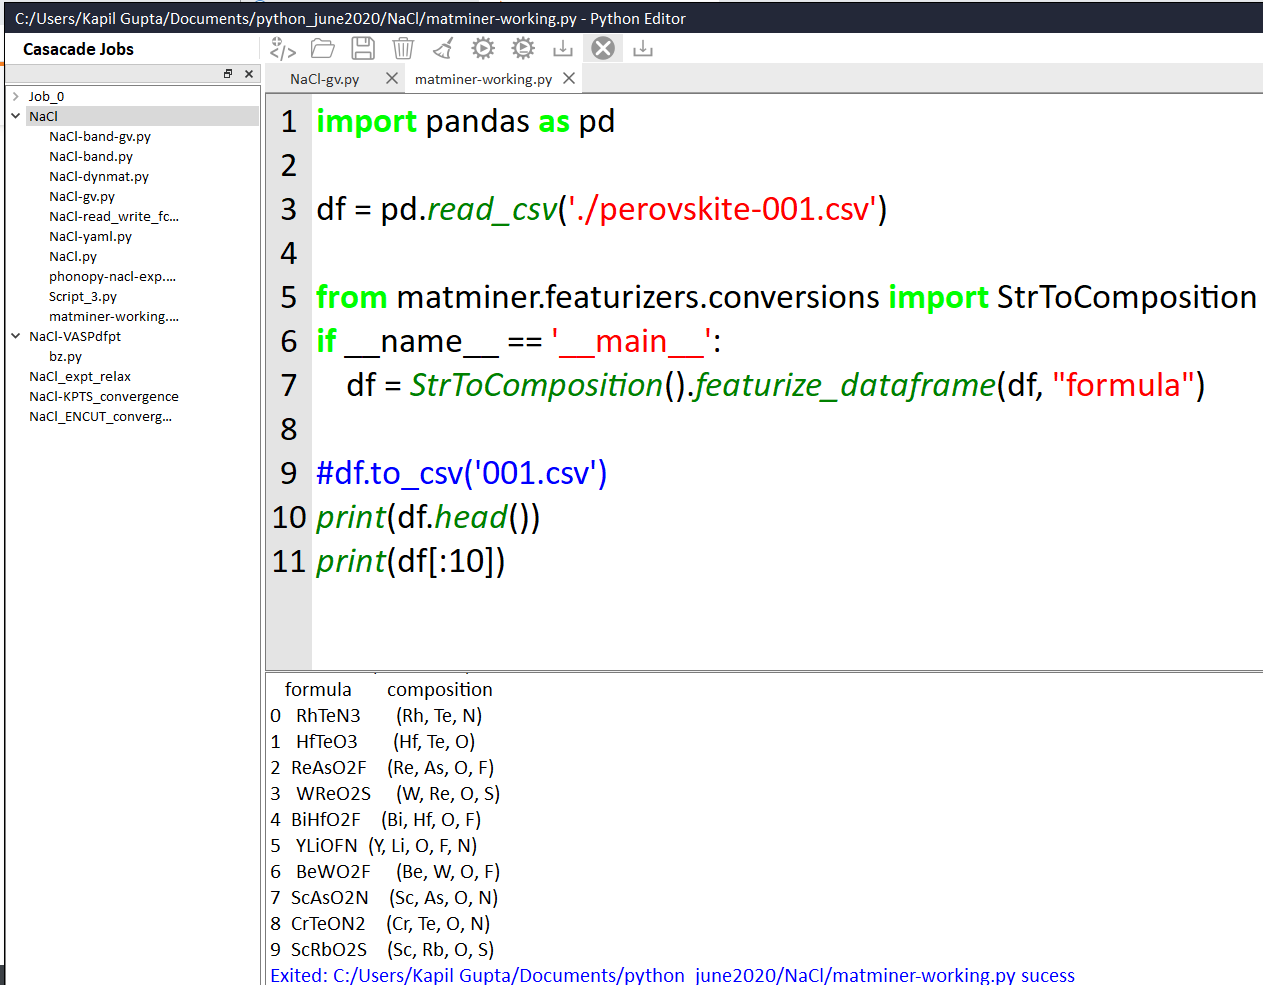 C:/Users/Kapil Gupta/Documents/python_june2020/NaCl/matminer-working.py - Python Editor
Casacade Jobs
NaCl-gv.py
matminer-working.py
Job_0
NaCl
NaCl-band-gv.py
NaCl-band.py
NaCl-dynmat.py
NaCl-gv.py
NaCl-read_write_fc...
NaCl-yaml.py
NaCl.py
phonopy-nacl-exp....
Script_3.py
matminer-working....
NaCl-VASPdfpt
bz.py
NaCl_expt_relax
NaCl-KPTS_convergence
NaCl_ENCUT_converg...
1 import pandas as pd
2
3 df = pd.read_csv('./perovskite-001.csv')
4
5 from matminer.featurizers.conversions import StrToComposition
6 if __name__ == '__main__':
7 df = StrToComposition().featurize_dataframe(df, "formula")
8
9 #df.to_csv('001.csv')
10 print(df.head())
11 print(df[:10])
formula composition
0 RhTeN3 (Rh, Te, N)
1 HfTeO3 (Hf, Te, O)
2 ReAsO2F (Re, As, O, F)
3 WReO2S (W, Re, O, S)
4 BiHfO2F (Bi, Hf, O, F)
5 YLiOFN (Y, Li, O, F, N)
6 BeWO2F (Be, W, O, F)
7 ScAsO2N (Sc, As, O, N)
8 CrTeON2 (Cr, Te, O, N)
9 ScRbO2S (Sc, Rb, O, S)
Exited: C:/Users/Kapil Gupta/Documents/python_june2020/NaCl/matminer-working.py sucess